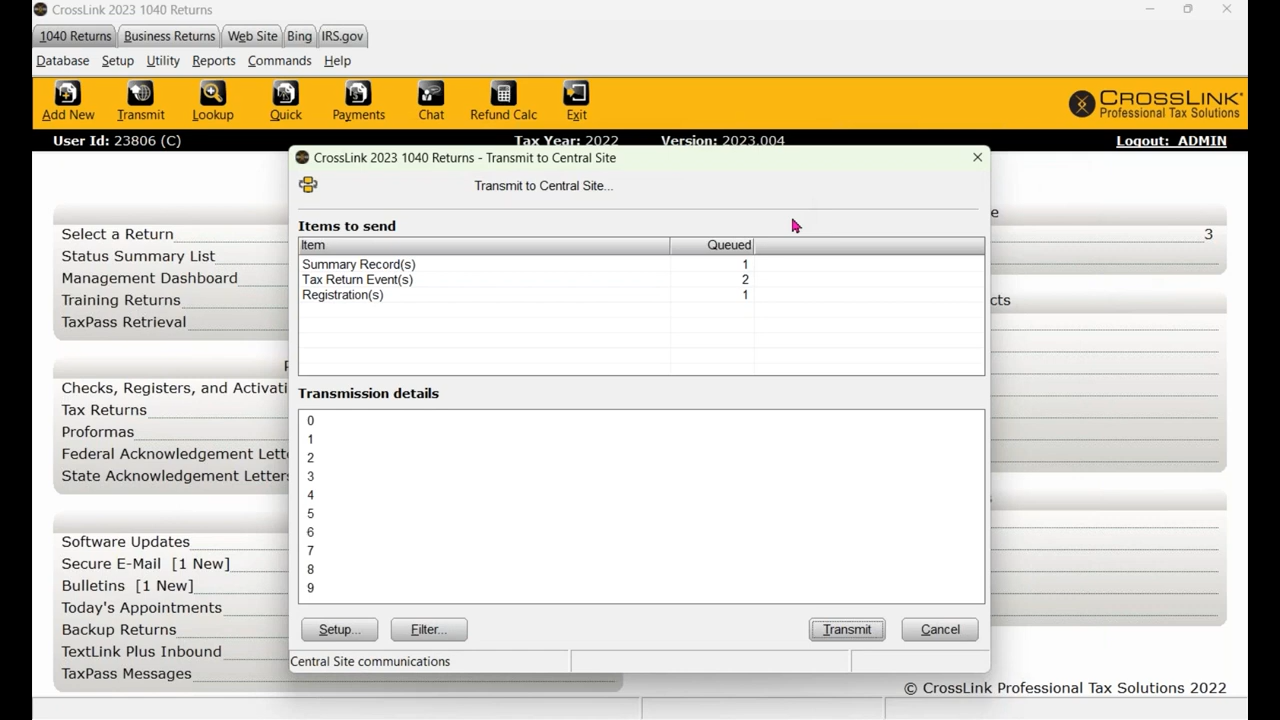 CrossLink 2023 1040 Returns
1040 Returns Business Returns Web Site Bing IRS.gov
Database Setup Utility Reports Commands Help
Add New Transmit Lookup Quick Payments Chat Refund Calc Exit
CROSSLINK
Professional Tax Solutions
User Id: 23806 (C) Tax Year: 2022 Version: 2023.004 Logout: ADMIN
CrossLink 2023 1040 Returns - Transmit to Central Site
Transmit to Central Site...
Items to send
Item Queued
Summary Record(s) 1
Tax Return Event(s) 2
Registration(s) 1
Transmission details
0
1
2
3
4
5
6
7
8
9
Setup... Filter... Transmit Cancel
Central Site communications
Select a Return
Status Summary List
Management Dashboard
Training Returns
TaxPass Retrieval
Checks, Registers, and Activati
Tax Returns
Proformas
Federal Acknowledgement Lette
State Acknowledgement Letters
Software Updates
Secure E-Mail [1 New]
Bulletins [1 New]
Today's Appointments
Backup Returns
TextLink Plus Inbound
TaxPass Messages
e
3
cts
© CrossLink Professional Tax Solutions 2022